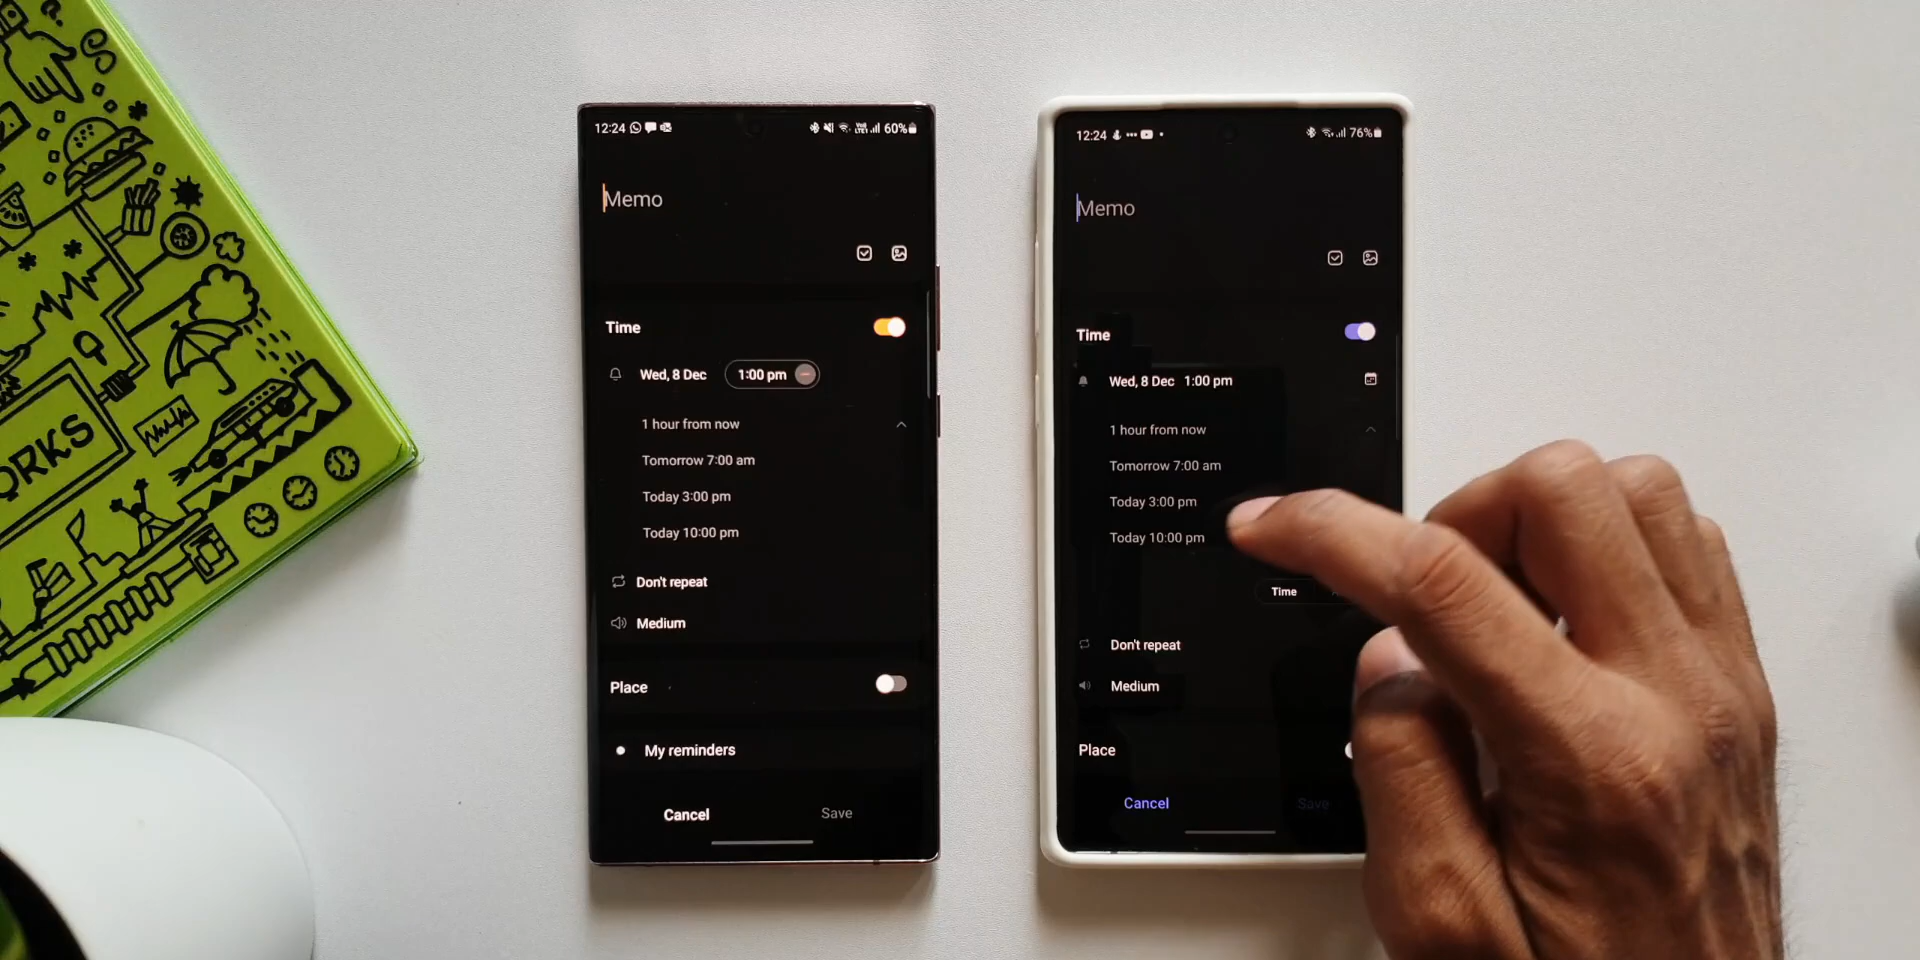 ORKS
12:24 60%
Memo
Time
Wed, 8 Dec 1:00 pm
1 hour from now
Tomorrow 7:00 am
Today 3:00 pm
Today 10:00 pm
Don't repeat
Medium
Place
My reminders
Cancel Save
12:24 76%
Memo
Time
Wed, 8 Dec 1:00 pm
1 hour from now
Tomorrow 7:00 am
Today 3:00 pm
Today 10:00 pm
Time
Don't repeat
Medium
Place
Cancel Save